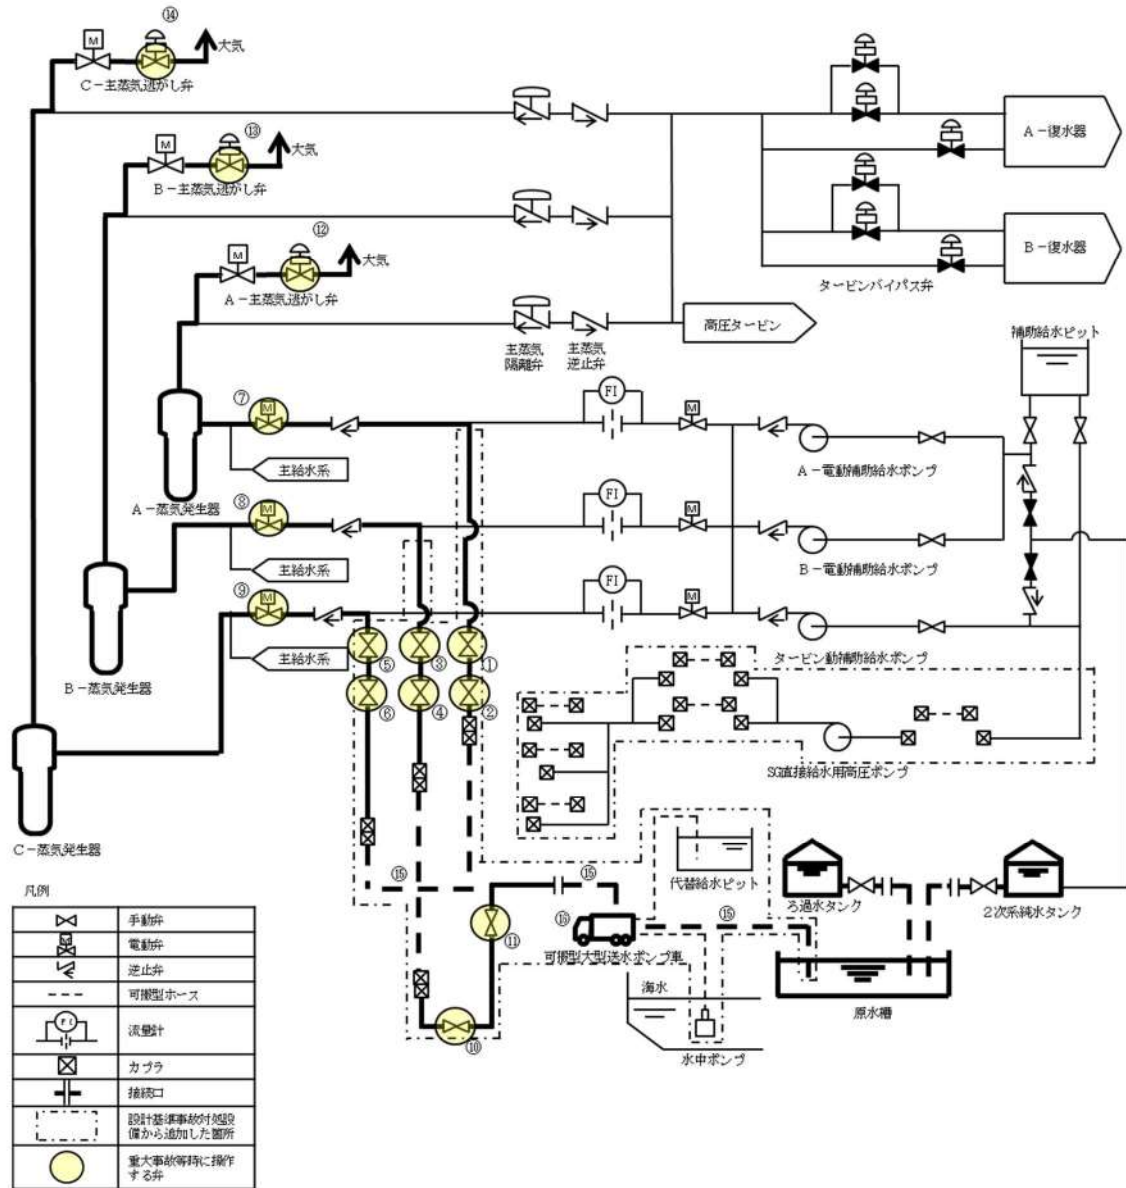 ⑭
M
大気
C-主蒸気逃がし弁
⑬
M
大気
B-主蒸気逃がし弁
⑫
M
大気
A-主蒸気逃がし弁
A-復水器
B-復水器
タービンバイパス弁
高圧タービン
主蒸気
隔離弁
主蒸気
逆止弁
補助給水ピット
⑦
M
FI
M
主給水系
A-電動補助給水ポンプ
A-蒸気発生器
⑧
M
FI
M
主給水系
B-電動補助給水ポンプ
⑨
M
FI
M
主給水系
タービン動補助給水ポンプ
B-蒸気発生器
⑤
③
①
⑥
④
②
SG直接給水用高圧ポンプ
C-蒸気発生器
⑮
⑮
代替給水ピット
ろ過水タンク
2次系純水タンク
⑪
⑯
⑮
可搬型大型送水ポンプ車
海水
原水槽
⑩
水中ポンプ
凡例
手動弁
M
電動弁
逆止弁
可搬型ホース
FI
流量計
カプラ
接続口
設計基準事故対処設
備から追加した箇所
重大事故等時に操作
する弁